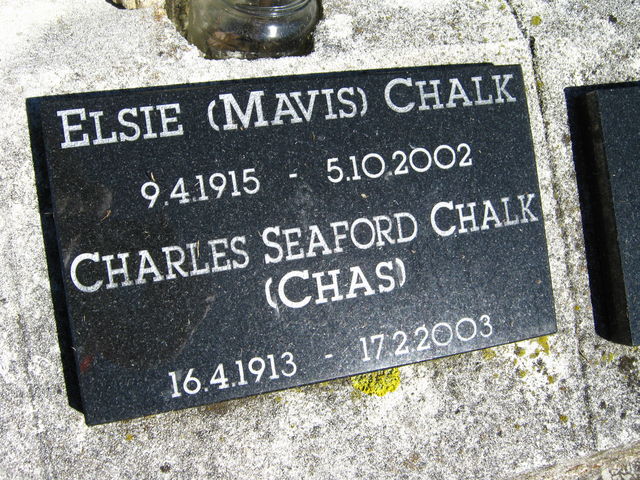 ELSIE (MAVIS) CHALK
9.4.1915 - 5.10.2002
CHARLES SEAFORD CHALK
(CHAS)
16.4.1913 - 17.2.2003